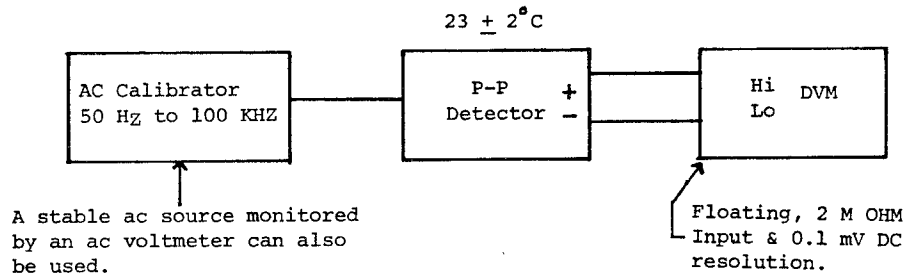 23 ± 2°C
AC Calibrator
50 Hz to 100 KHZ
P-P
Detector
+
-
Hi
Lo
DVM
A stable ac source monitored
by an ac voltmeter can also
be used.
Floating, 2 M OHM
Input & 0.1 mV DC
resolution.